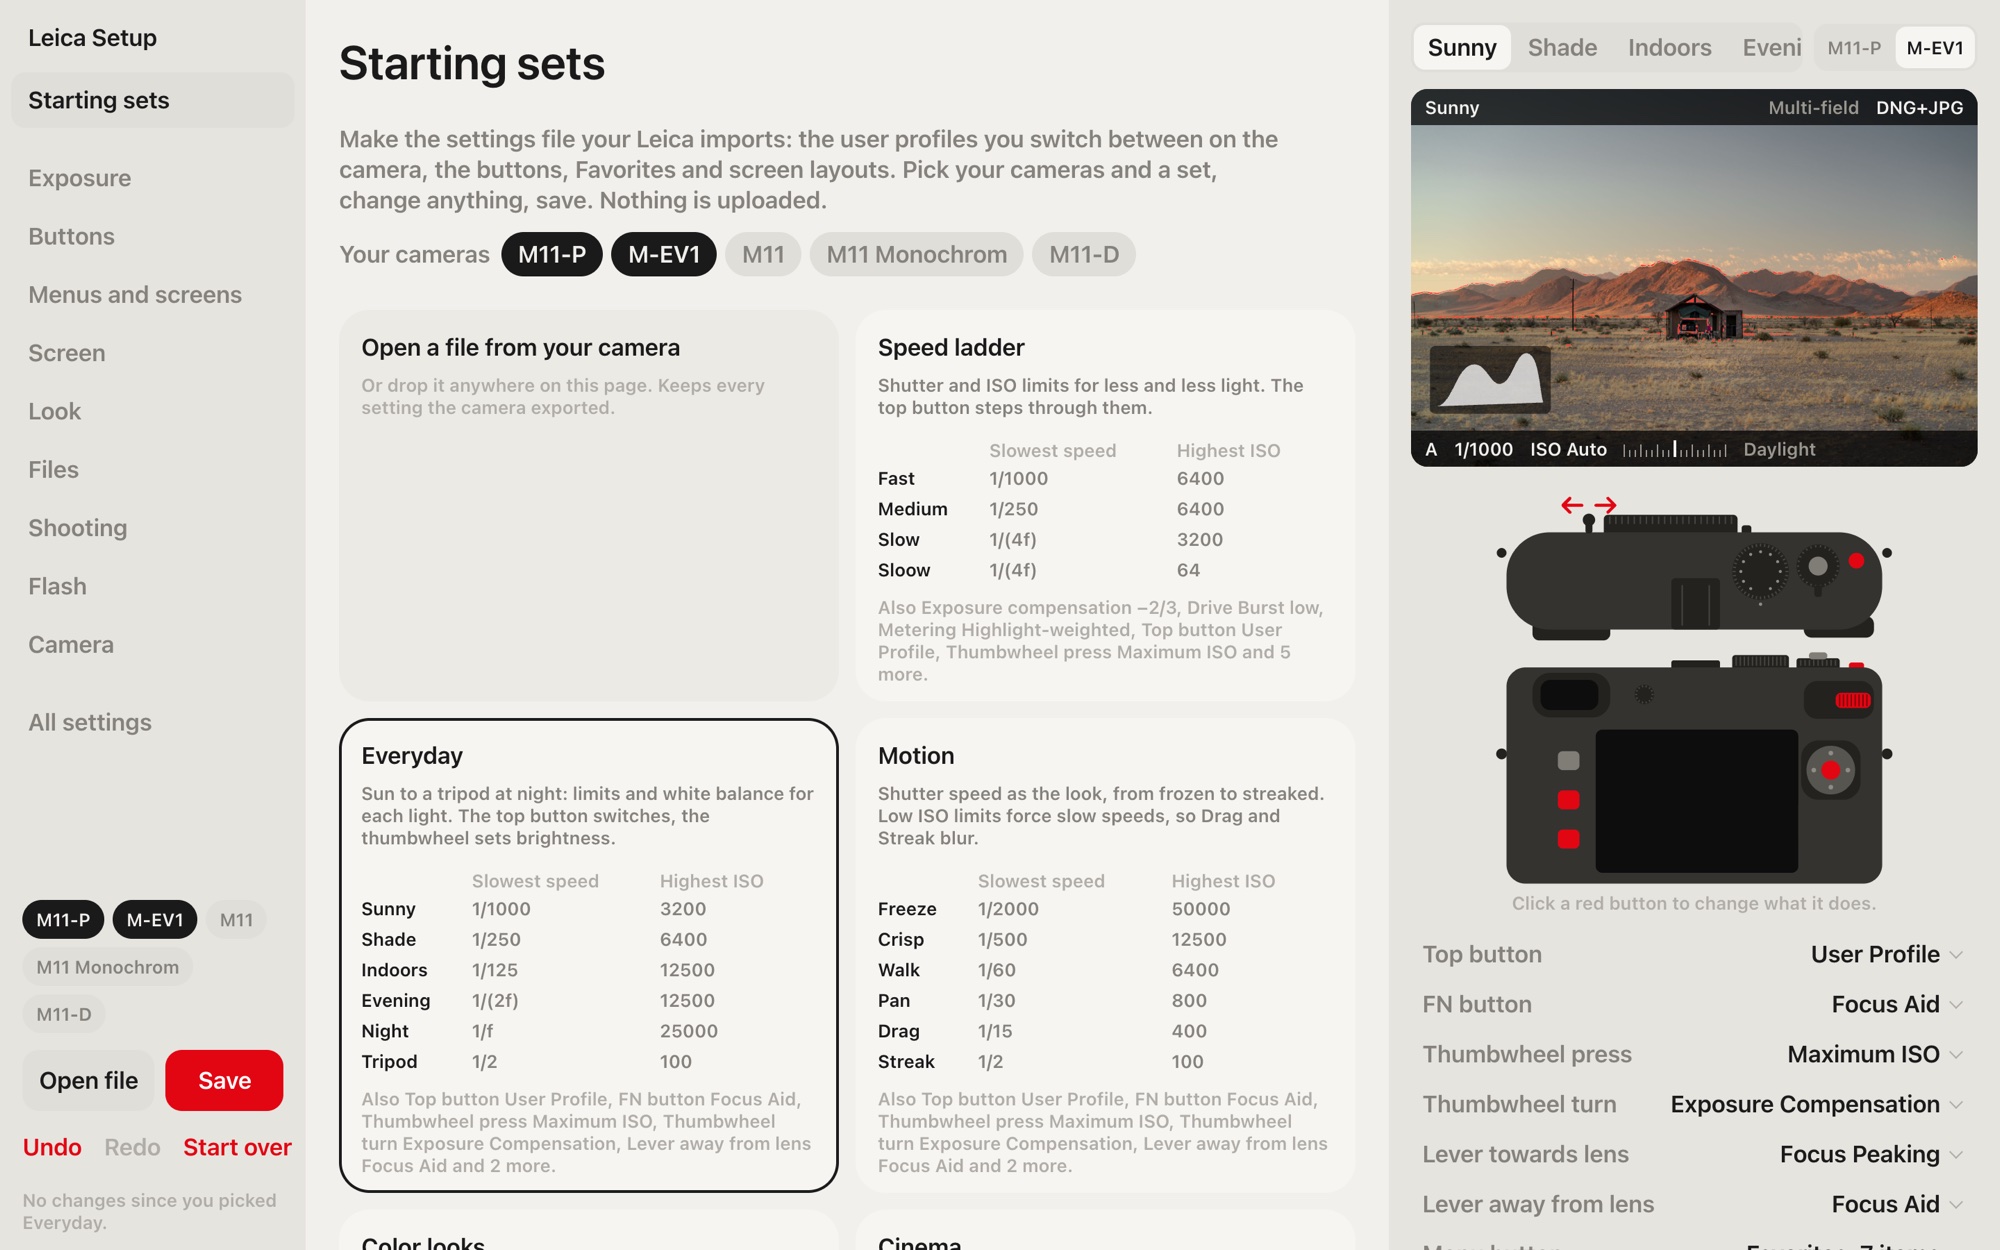 Leica Setup
Starting sets
Exposure
Buttons
Menus and screens
Screen
Look
Files
Shooting
Flash
Camera
All settings
M11-P M-EV1 M11
M11 Monochrom
M11-D
Open file Save
Undo Redo Start over
No changes since you picked
Everyday.
Starting sets
Make the settings file your Leica imports: the user profiles you switch between on the
camera, the buttons, Favorites and screen layouts. Pick your cameras and a set,
change anything, save. Nothing is uploaded.
Your cameras M11-P M-EV1 M11 M11 Monochrom M11-D
Open a file from your camera
Or drop it anywhere on this page. Keeps every
setting the camera exported.
Speed ladder
Shutter and ISO limits for less and less light. The
top button steps through them.
Slowest speed Highest ISO
Fast 1/1000 6400
Medium 1/250 6400
Slow 1/(4f) 3200
Sloow 1/(4f) 64
Also Exposure compensation −2/3, Drive Burst low,
Metering Highlight-weighted, Top button User
Profile, Thumbwheel press Maximum ISO and 5
more.
Everyday
Sun to a tripod at night: limits and white balance for
each light. The top button switches, the
thumbwheel sets brightness.
Slowest speed Highest ISO
Sunny 1/1000 3200
Shade 1/250 6400
Indoors 1/125 12500
Evening 1/(2f) 12500
Night 1/f 25000
Tripod 1/2 100
Also Top button User Profile, FN button Focus Aid,
Thumbwheel press Maximum ISO, Thumbwheel
turn Exposure Compensation, Lever away from lens
Focus Aid and 2 more.
Motion
Shutter speed as the look, from frozen to streaked.
Low ISO limits force slow speeds, so Drag and
Streak blur.
Slowest speed Highest ISO
Freeze 1/2000 50000
Crisp 1/500 12500
Walk 1/60 6400
Pan 1/30 800
Drag 1/15 400
Streak 1/2 100
Also Top button User Profile, FN button Focus Aid,
Thumbwheel press Maximum ISO, Thumbwheel
turn Exposure Compensation, Lever away from lens
Focus Aid and 2 more.
Color looks
Cinema
Sunny Shade Indoors Eveni M11-P M-EV1
Sunny Multi-field DNG+JPG
A 1/1000 ISO Auto Daylight
Click a red button to change what it does.
Top button User Profile
FN button Focus Aid
Thumbwheel press Maximum ISO
Thumbwheel turn Exposure Compensation
Lever towards lens Focus Peaking
Lever away from lens Focus Aid
Menu button Favorites, 7 items